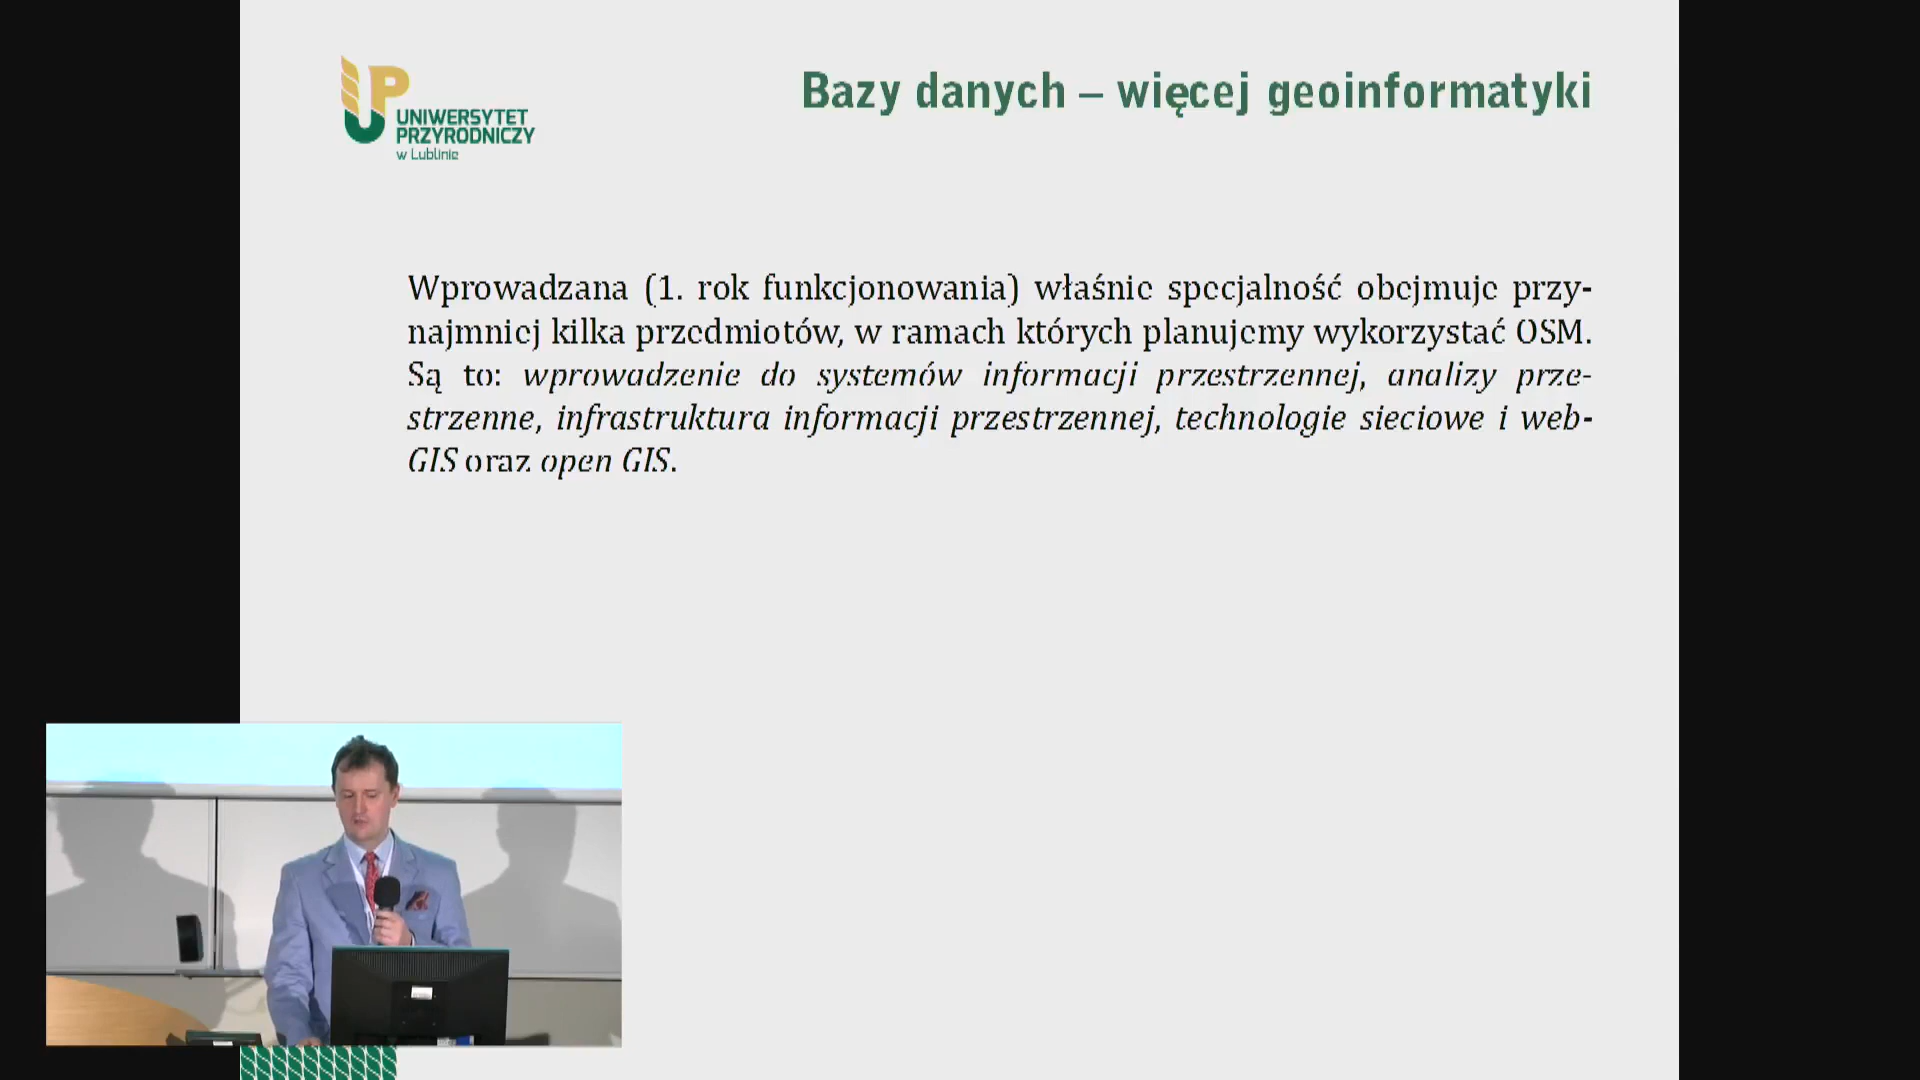 UP
UNIWERSYTET
PRZYRODNICZY
w Lublinie
Bazy danych – więcej geoinformatyki
Wprowadzana (1. rok funkcjonowania) właśnie specjalność obejmuje przy-
najmniej kilka przedmiotów, w ramach których planujemy wykorzystać OSM.
Są to: wprowadzenie do systemów informacji przestrzennej, analizy prze-
strzenne, infrastruktura informacji przestrzennej, technologie sieciowe i web-
GIS oraz open GIS.